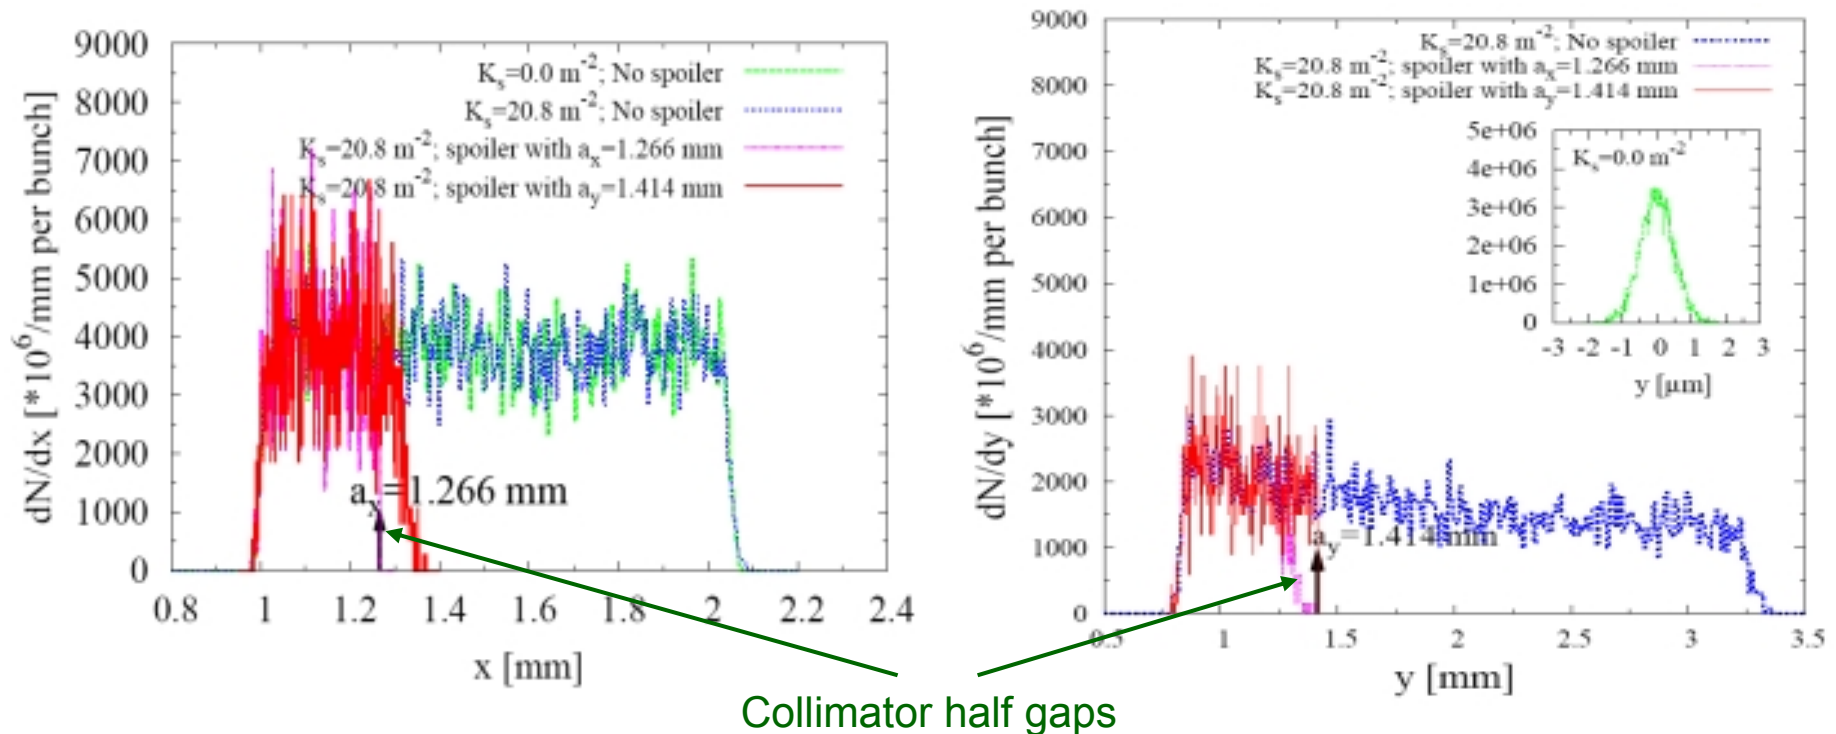 9000
8000
7000
6000
5000
4000
3000
2000
1000
0
dN/dx [*10^6/mm per bunch]
K_s=0.0 m^-2; No spoiler
K_s=20.8 m^-2; No spoiler
K_s=20.8 m^-2; spoiler with a_x=1.266 mm
K_s=20.8 m^-2; spoiler with a_y=1.414 mm
a_x=1.266 mm
0.8 1 1.2 1.4 1.6 1.8 2 2.2 2.4
x [mm]
9000
8000
7000
6000
5000
4000
3000
2000
1000
0
dN/dy [*10^6/mm per bunch]
K_s=20.8 m^-2; No spoiler
K_s=20.8 m^-2; spoiler with a_x=1.266 mm
K_s=20.8 m^-2; spoiler with a_y=1.414 mm
5e+06
4e+06
3e+06
2e+06
1e+06
0
K_s=0.0 m^-2
-3 -2 -1 0 1 2 3
y [μm]
a_y=1.414 mm
0.5 1 1.5 2 2.5 3 3.5
y [mm]
Collimator half gaps